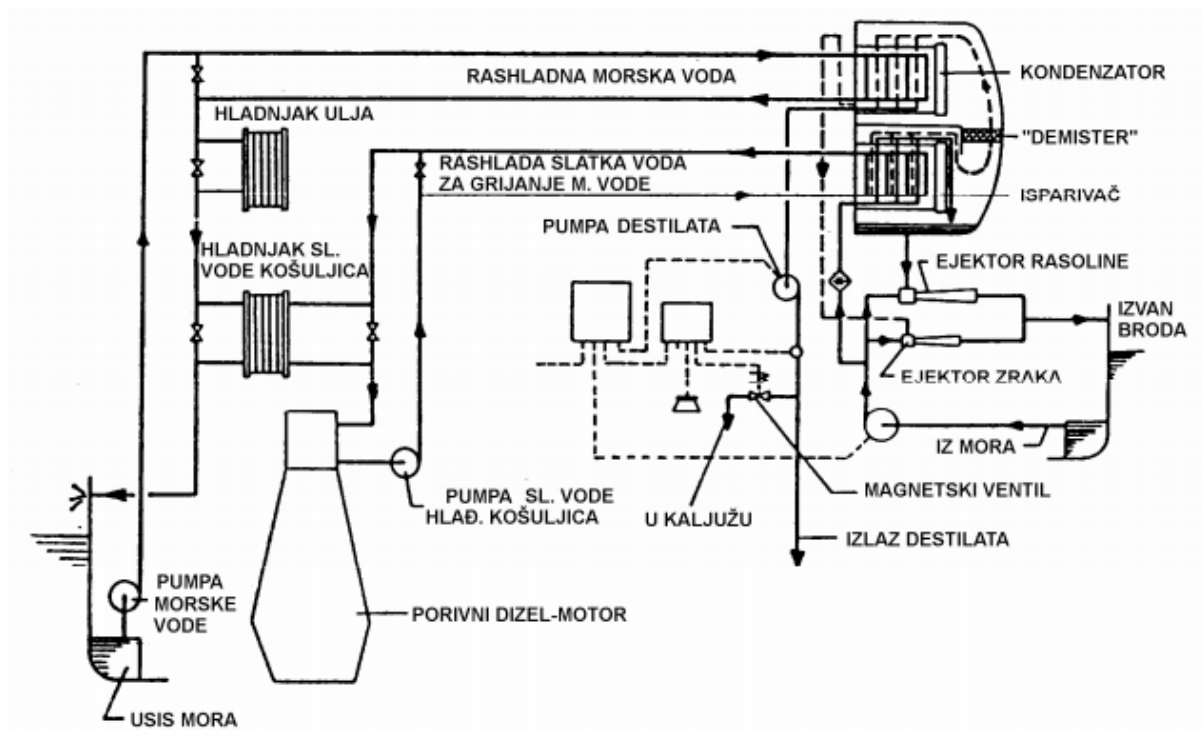 RASHLADNA MORSKA VODA
KONDENZATOR
HLADNJAK ULJA
"DEMISTER"
RASHLADA SLATKA VODA
ZA GRIJANJE M. VODE
ISPARIVAČ
PUMPA DESTILATA
HLADNJAK SL.
VODE KOŠULJICA
EJEKTOR RASOLINE
IZVAN
BRODA
EJEKTOR ZRAKA
IZ MORA
PUMPA SL. VODE
HLAĐ. KOŠULJICA
MAGNETSKI VENTIL
U KALJUŽU
IZLAZ DESTILATA
PUMPA
MORSKE
VODE
PORIVNI DIZEL-MOTOR
USIS MORA